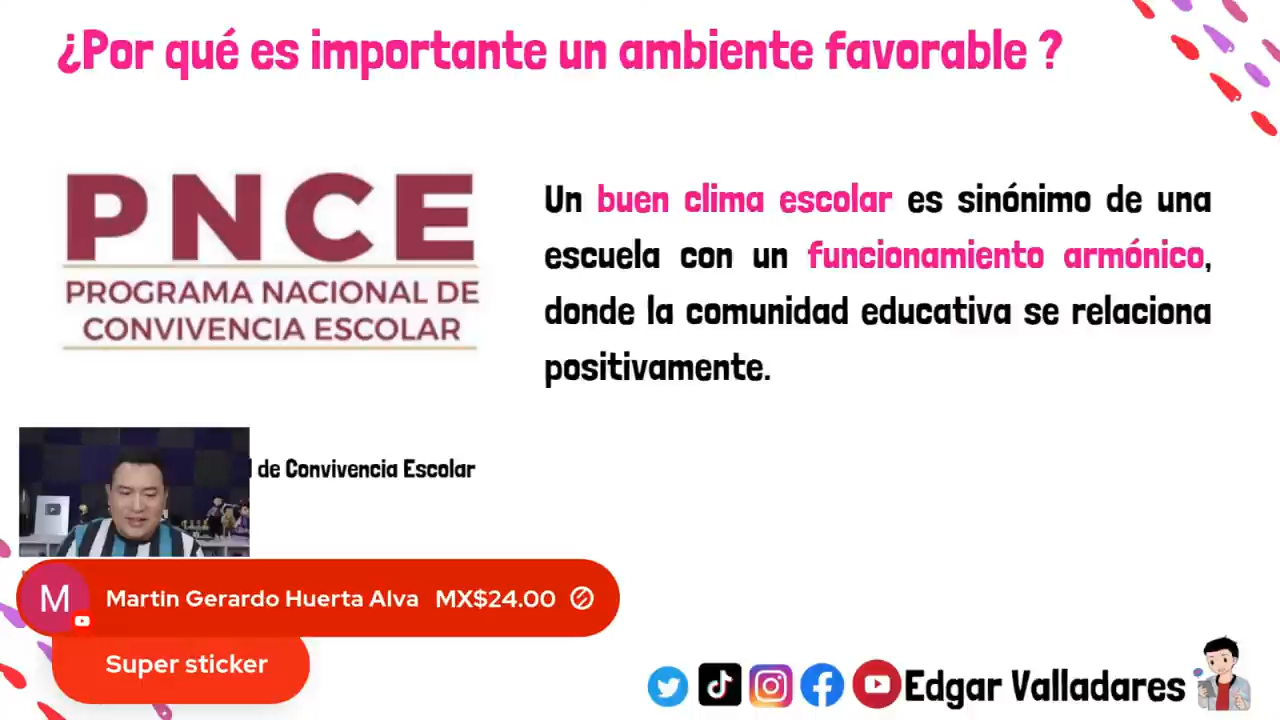 ¿Por qué es importante un ambiente favorable ?
PNCE
PROGRAMA NACIONAL DE
CONVIVENCIA ESCOLAR
Un buen clima escolar es sinónimo de una
escuela con un funcionamiento armónico,
donde la comunidad educativa se relaciona
positivamente.
de Convivencia Escolar
M
Martin Gerardo Huerta Alva MX$24.00
Super sticker
Edgar Valladares